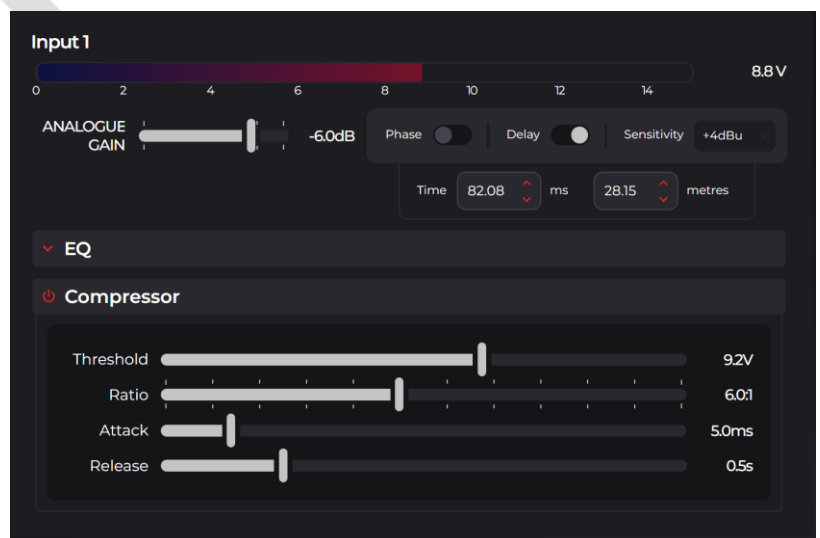 Input 1
8.8 V
0 2 4 6 8 10 12 14
ANALOGUE GAIN -6.0dB Phase Delay Sensitivity +4dBu
Time 82.08 ms 28.15 metres
EQ
Compressor
Threshold 9.2V
Ratio 6.0:1
Attack 5.0ms
Release 0.5s